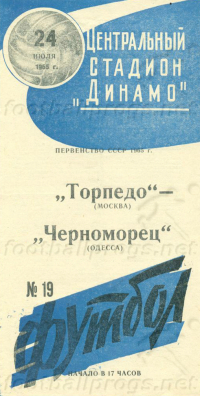 24
ИЮЛЯ
1965 г.
Центральный
стадион
„Динамо"
ПЕРВЕНСТВО СССР 1965 г.
„Торпедо“—
(МОСКВА)
„Черноморец“
(ОДЕССА)
№ 19
футбол
НАЧАЛО В 17 ЧАСОВ